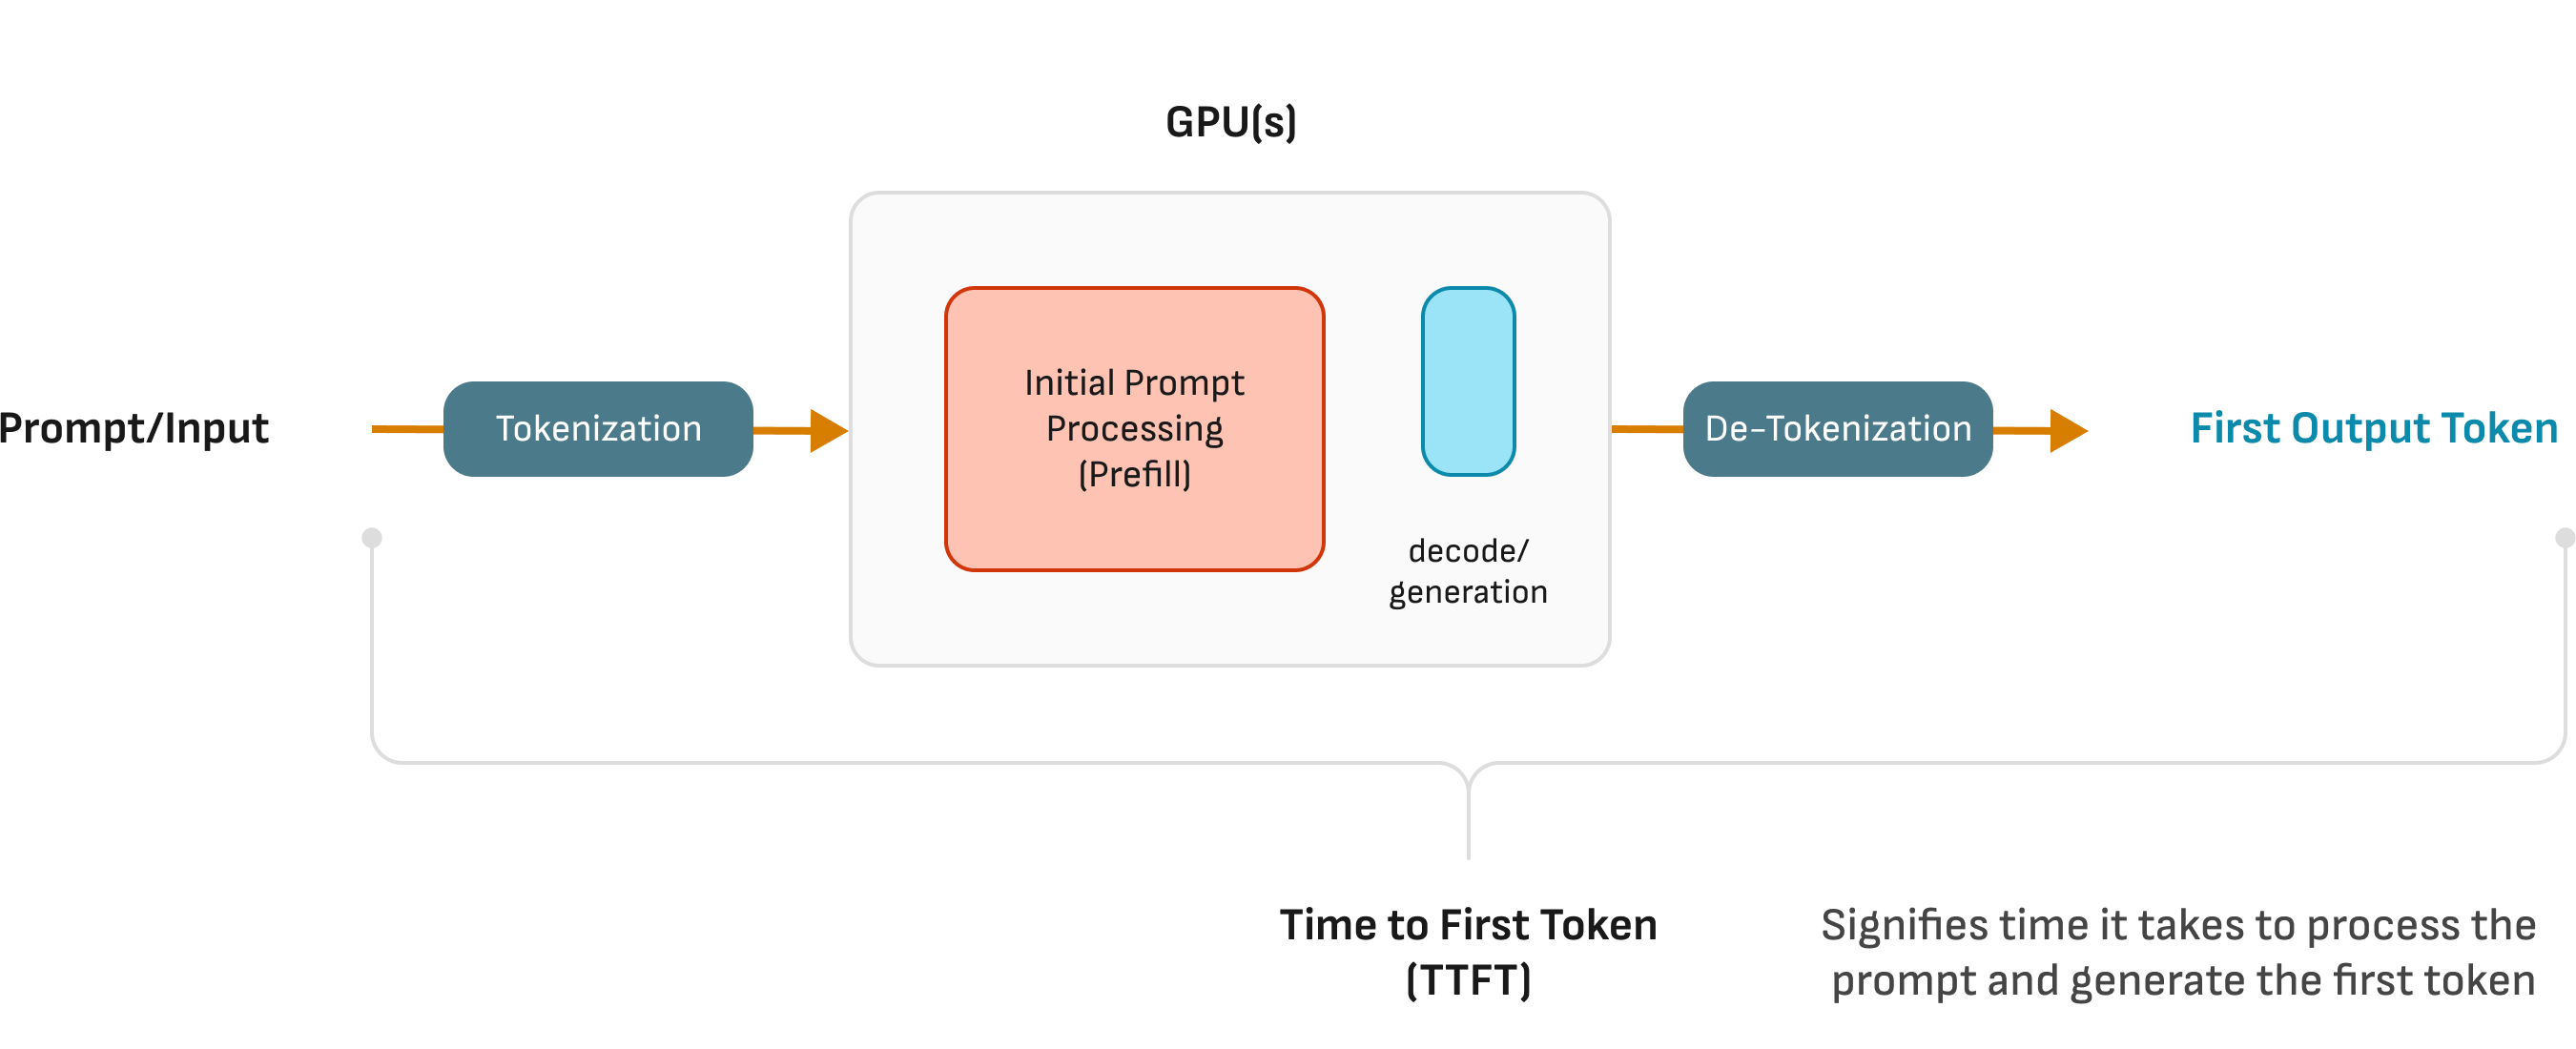 GPU(s)
Prompt/Input
Tokenization
Initial Prompt
Processing
(Prefill)
decode/
generation
De-Tokenization
First Output Token
Time to First Token
(TTFT)
Signifies time it takes to process the
prompt and generate the first token